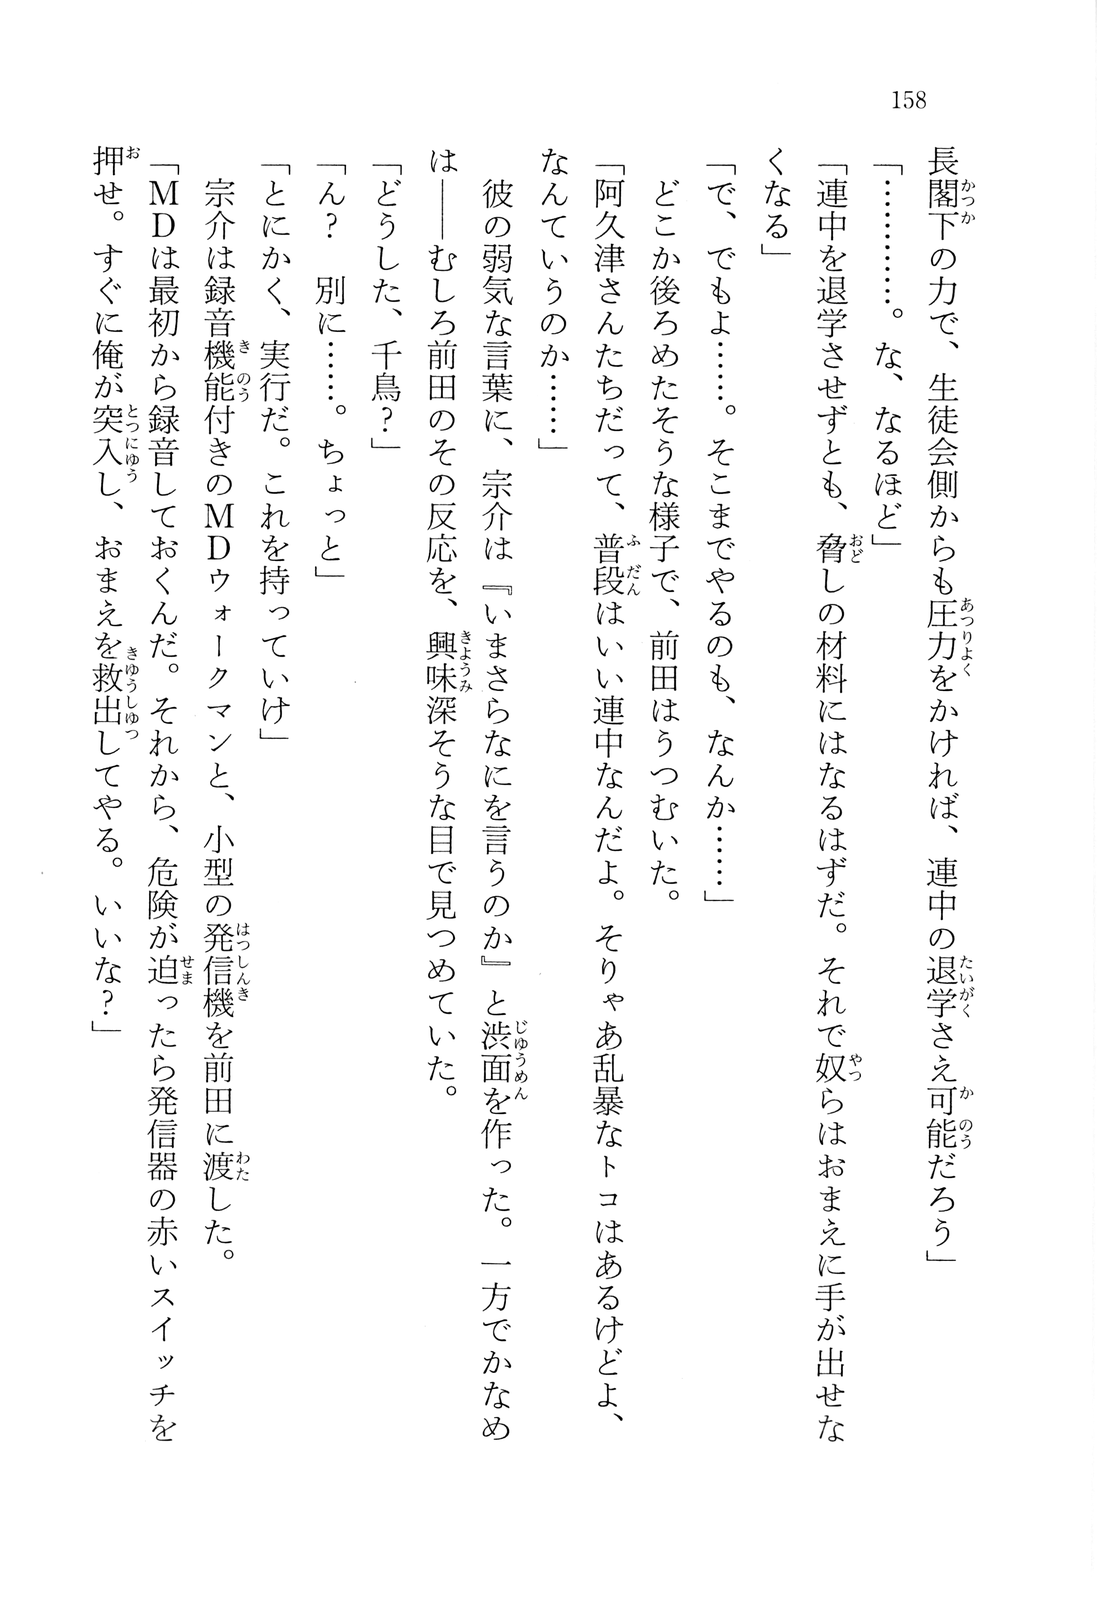 158
長閣下の力で、生徒会側からも圧力をかければ、連中の退学さえ可能だろう」
「…………。な、なるほど」
「連中を退学させずとも、脅しの材料にはなるはずだ。それで奴らはおまえに手が出せな
くなる」
「で、でもよ……。そこまでやるのも、なんか……」
　どこか後ろめたそうな様子で、前田はうつむいた。
「阿久津さんたちだって、普段はいい連中なんだよ。そりゃあ乱暴なトコはあるけどよ、
なんていうのか……」
　彼の弱気な言葉に、宗介は『いまさらなにを言うのか』と渋面を作った。一方でかなめ
は――むしろ前田のその反応を、興味深そうな目で見つめていた。
「どうした、千鳥？」
「ん？　別に……。ちょっと」
「とにかく、実行だ。これを持っていけ」
　宗介は録音機能付きのＭＤウォークマンと、小型の発信機を前田に渡した。
「ＭＤは最初から録音しておくんだ。それから、危険が迫ったら発信器の赤いスイッチを
押せ。すぐに俺が突入し、おまえを救出してやる。いいな？」